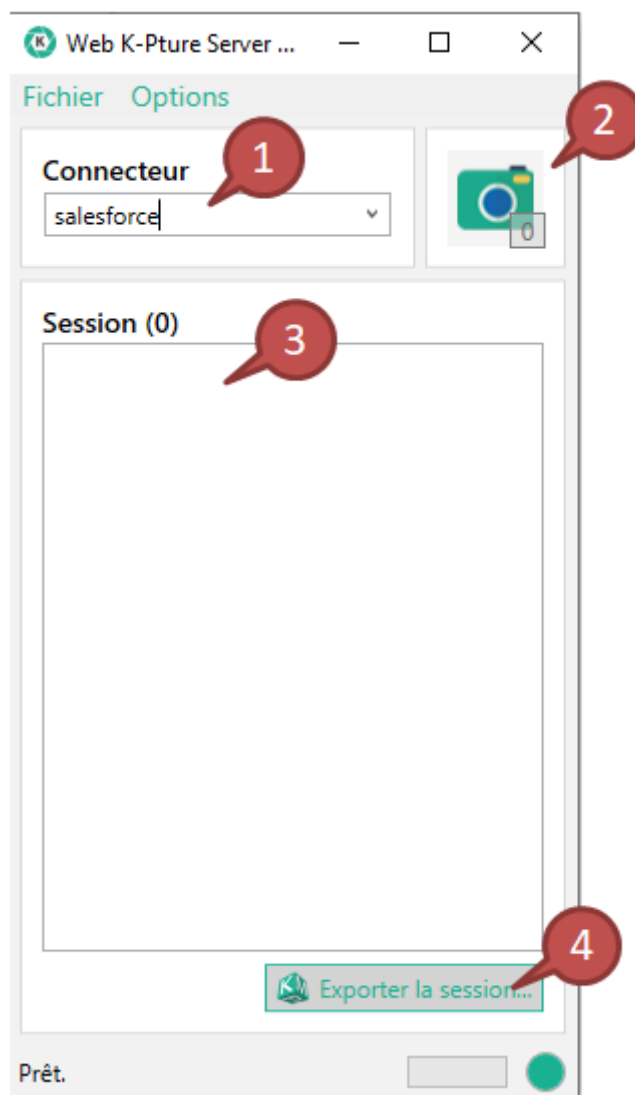 Web K-Pture Server ...
Fichier Options
2
1
Connecteur
salesforce
0
Session (0)
3
4
Exporter la session...
Prêt.